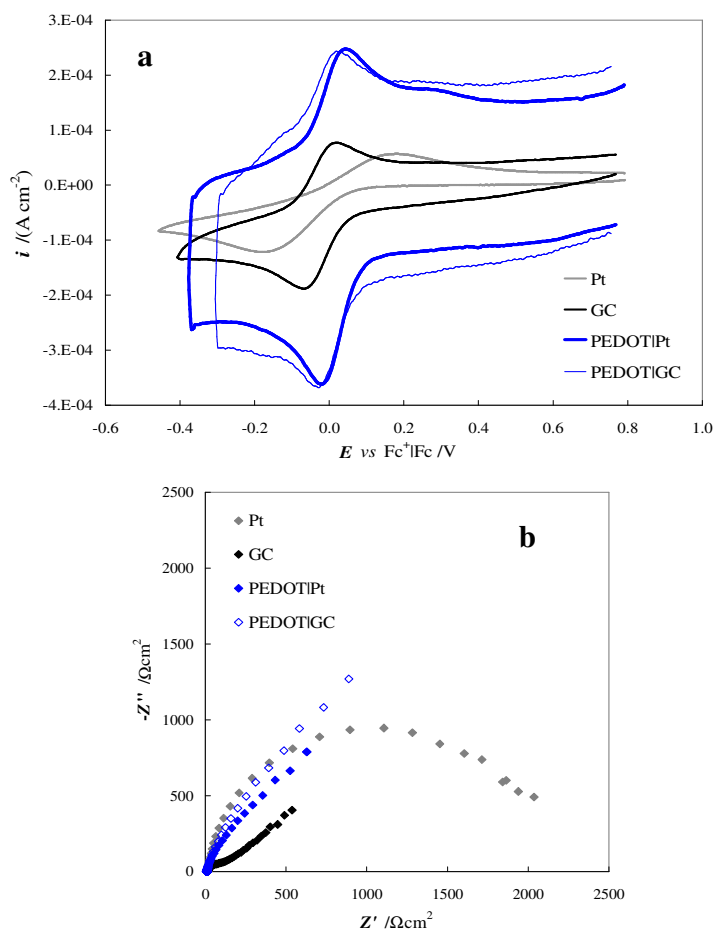 a
3.E-04
2.E-04
1.E-04
0.E+00
-1.E-04
-2.E-04
-3.E-04
-4.E-04
i /(A cm-2)
Pt
GC
PEDOT|Pt
PEDOT|GC
-0.6 -0.4 -0.2 0.0 0.2 0.4 0.6 0.8 1.0
E vs Fc+|Fc /V
b
2500
2000
1500
1000
500
0
-Z'' /Ωcm2
Pt
GC
PEDOT|Pt
PEDOT|GC
0 500 1000 1500 2000 2500
Z' /Ωcm2